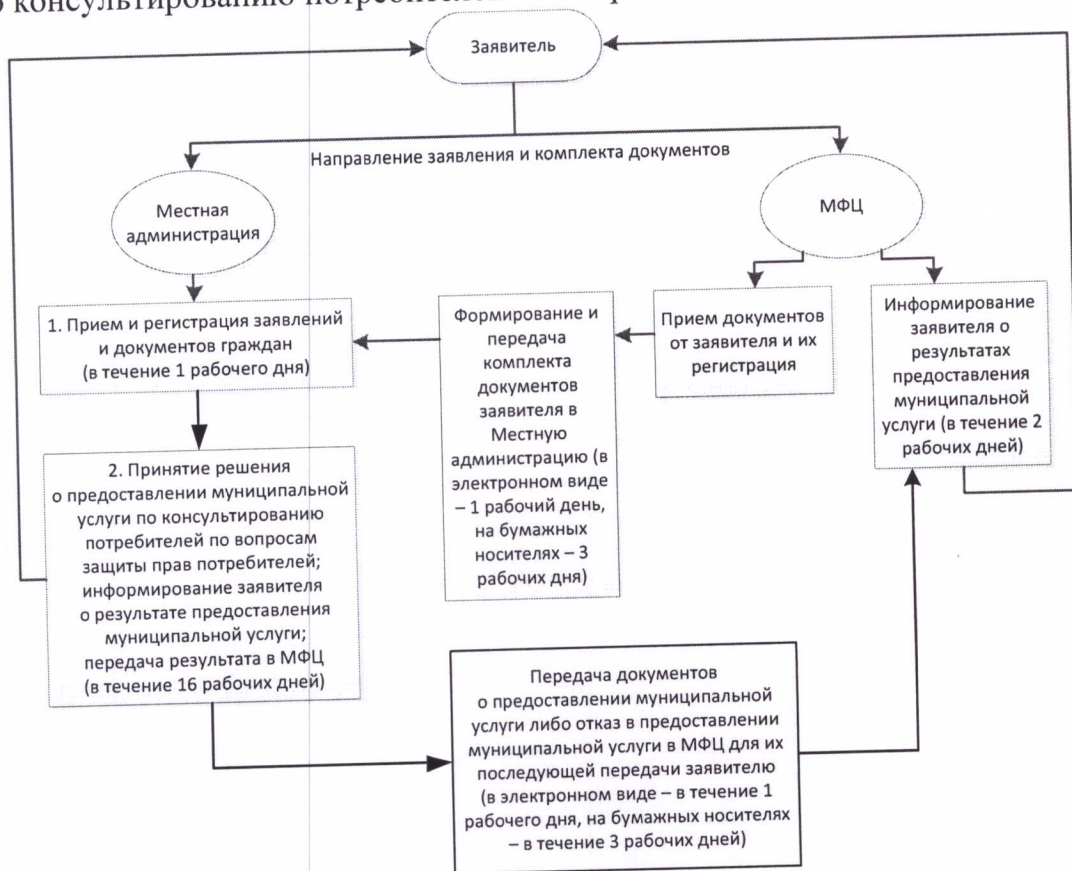 консультированию
Заявитель
Направление заявления и комплекта документов
Местная
администрация
МФЦ
1. Прием и регистрация заявлений
и документов граждан
(в течение 1 рабочего дня)
Формирование и
передача
комплекта
документов
заявителя в
Местную
администрацию (в
электронном виде
– 1 рабочий день,
на бумажных
носителях – 3
рабочих дня)
Прием документов
от заявителя и их
регистрация
Информирование
заявителя о
результатах
предоставления
муниципальной
услуги (в течение 2
рабочих дней)
2. Принятие решения
о предоставлении муниципальной
услуги по консультированию
потребителей по вопросам
защиты прав потребителей;
информирование заявителя
о результате предоставления
муниципальной услуги;
передача результата в МФЦ
(в течение 16 рабочих дней)
Передача документов
о предоставлении муниципальной
услуги либо отказ в предоставлении
муниципальной услуги в МФЦ для их
последующей передачи заявителю
(в электронном виде – в течение 1
рабочего дня, на бумажных носителях
– в течение 3 рабочих дней)